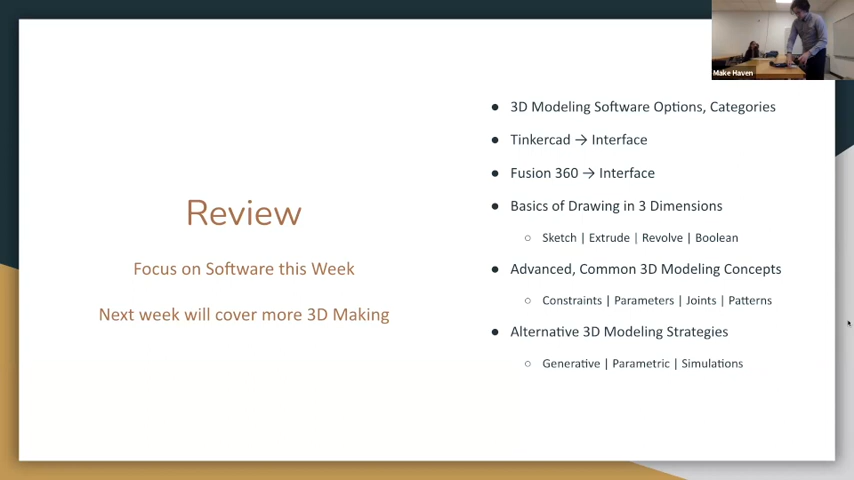 Make Haven
Review
Focus on Software this Week
Next week will cover more 3D Making
● 3D Modeling Software Options, Categories
● Tinkercad → Interface
● Fusion 360 → Interface
● Basics of Drawing in 3 Dimensions
○ Sketch | Extrude | Revolve | Boolean
● Advanced, Common 3D Modeling Concepts
○ Constraints | Parameters | Joints | Patterns
● Alternative 3D Modeling Strategies
○ Generative | Parametric | Simulations